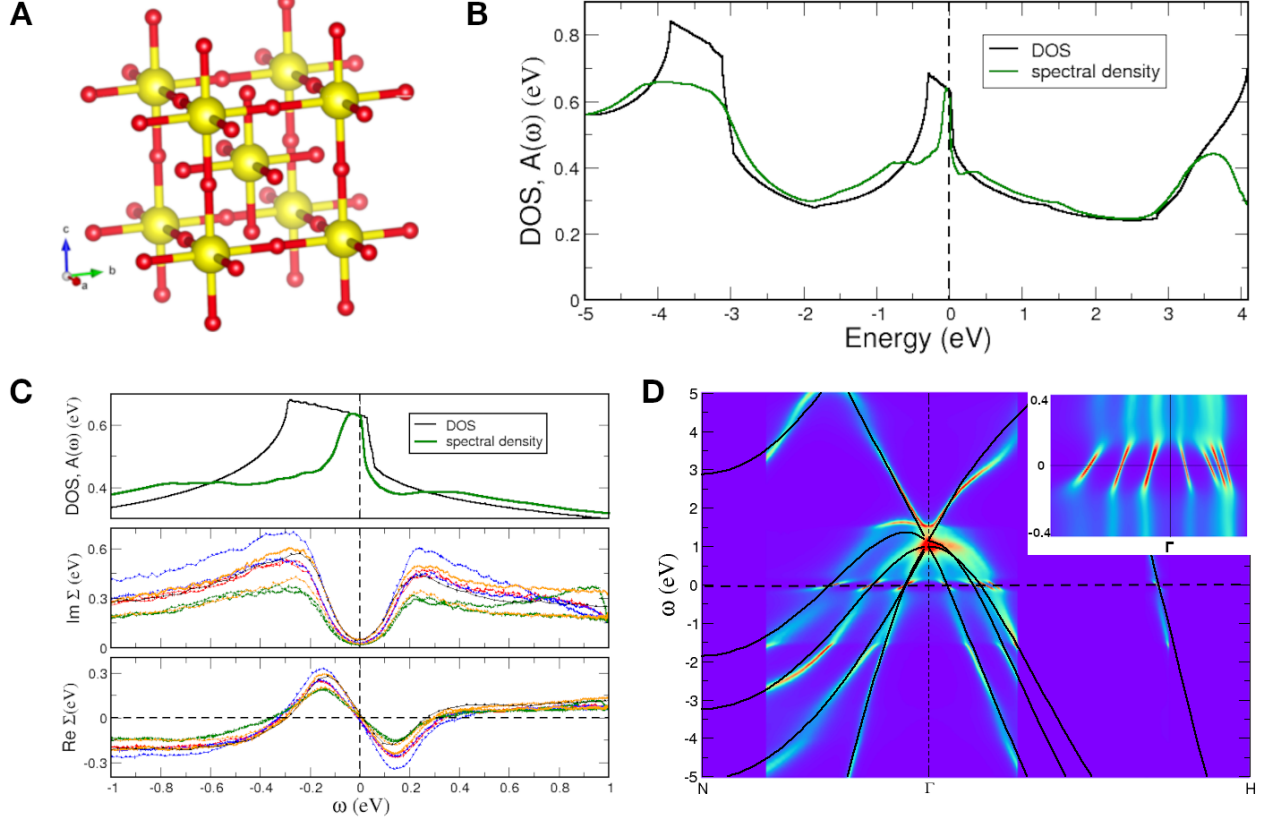 A
c
b
a
B
DOS, A(ω) (eV)
0.8
0.6
0.4
0.2
0
DOS
spectral density
-5 -4 -3 -2 -1 0 1 2 3 4
Energy (eV)
C
DOS, A(ω) (eV)
0.6
0.4
DOS
spectral density
Im Σ (eV)
0.6
0.3
0
Re Σ(eV)
0.3
0
-0.3
-1 -0.8 -0.6 -0.4 -0.2 0 0.2 0.4 0.6 0.8 1
ω (eV)
D
ω (eV)
5
4
3
2
1
0
-1
-2
-3
-4
-5
N Γ H
0.4
0
-0.4
Γ